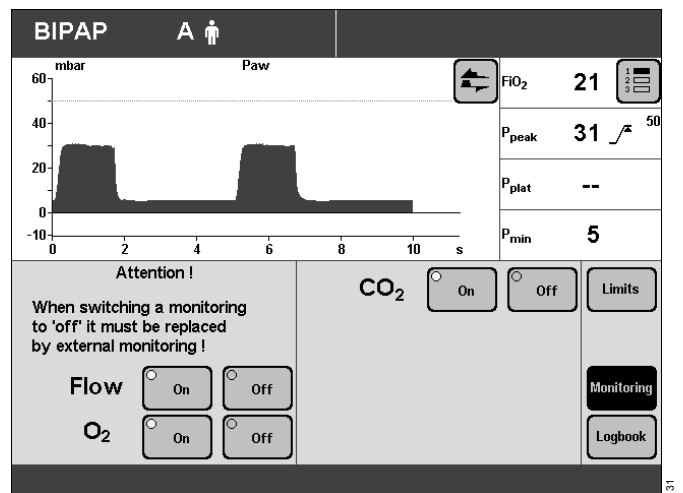 BIPAP A
mbar Paw
60
40
20
0
-10
0 2 4 6 8 10 s
1
2
3
FiO2 21
Ppeak 31 50
Pplat --
Pmin 5
Attention !
When switching a monitoring
to 'off' it must be replaced
by external monitoring !
Flow On Off
O2 On Off
CO2 On Off
Limits
Monitoring
Logbook
31